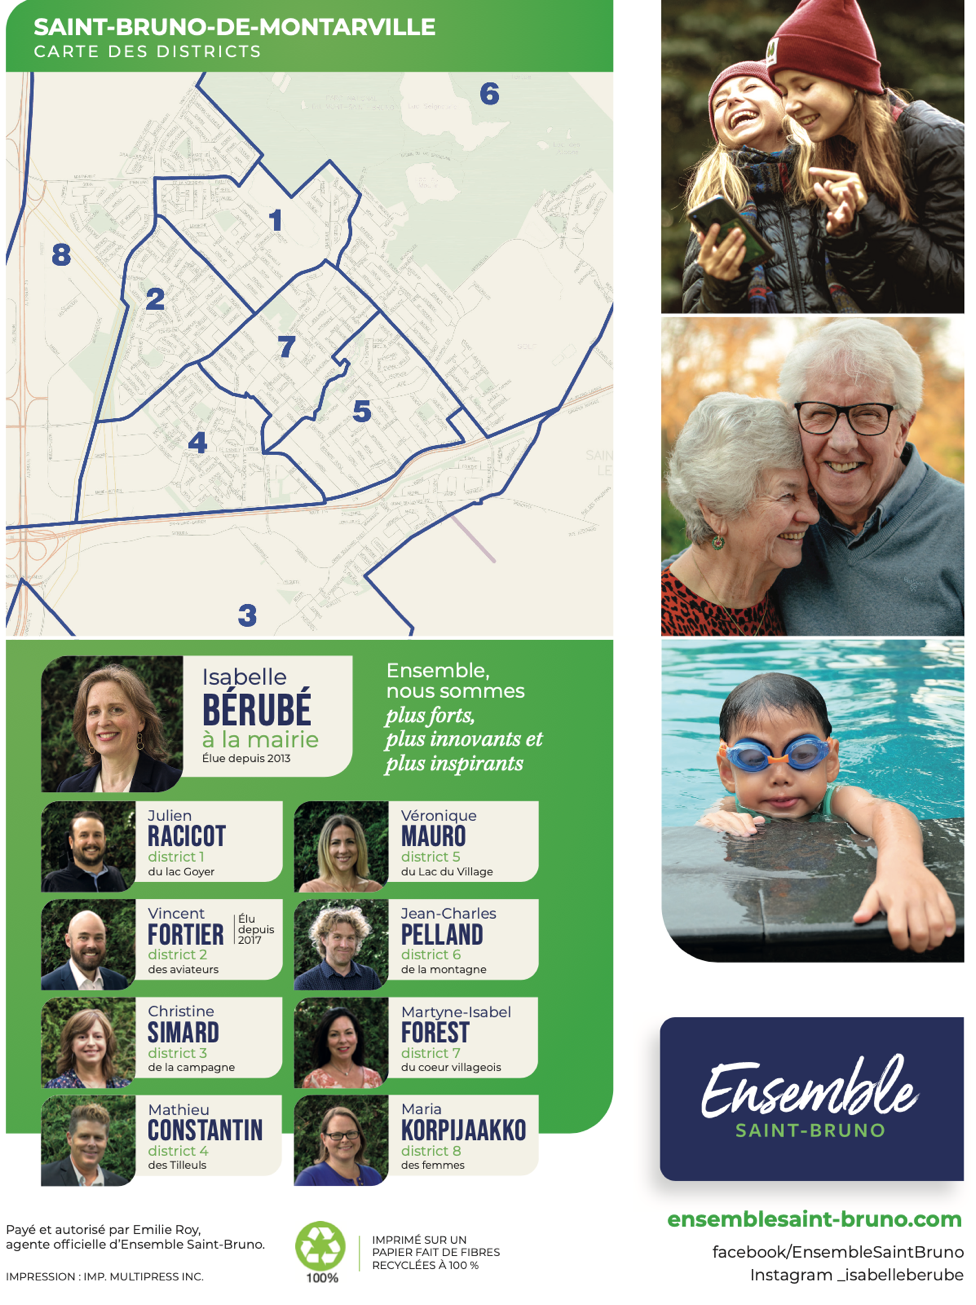 SAINT-BRUNO-DE-MONTARVILLE
CARTE DES DISTRICTS
6
1
8
2
7
5
4
3
SAIN
LE
Isabelle
BÉRUBÉ
à la mairie
Élue depuis 2013
Ensemble,
nous sommes
plus forts,
plus innovants et
plus inspirants
Julien
RACICOT
district 1
du lac Goyer
Véronique
MAURO
district 5
du Lac du Village
Vincent
FORTIER
district 2
des aviateurs
Élu
depuis
2017
Jean-Charles
PELLAND
district 6
de la montagne
Christine
SIMARD
district 3
de la campagne
Martyne-Isabel
FOREST
district 7
du coeur villageois
Mathieu
CONSTANTIN
district 4
des Tilleuls
Maria
KORPIJAAKKO
district 8
des femmes
Payé et autorisé par Emilie Roy,
agente officielle d'Ensemble Saint-Bruno.
IMPRESSION : IMP. MULTIPRESS INC.
100%
IMPRIMÉ SUR UN
PAPIER FAIT DE FIBRES
RECYCLÉES À 100 %
Ensemble
SAINT-BRUNO
ensemblesaint-bruno.com
facebook/EnsembleSaintBruno
Instagram _isabelleberube